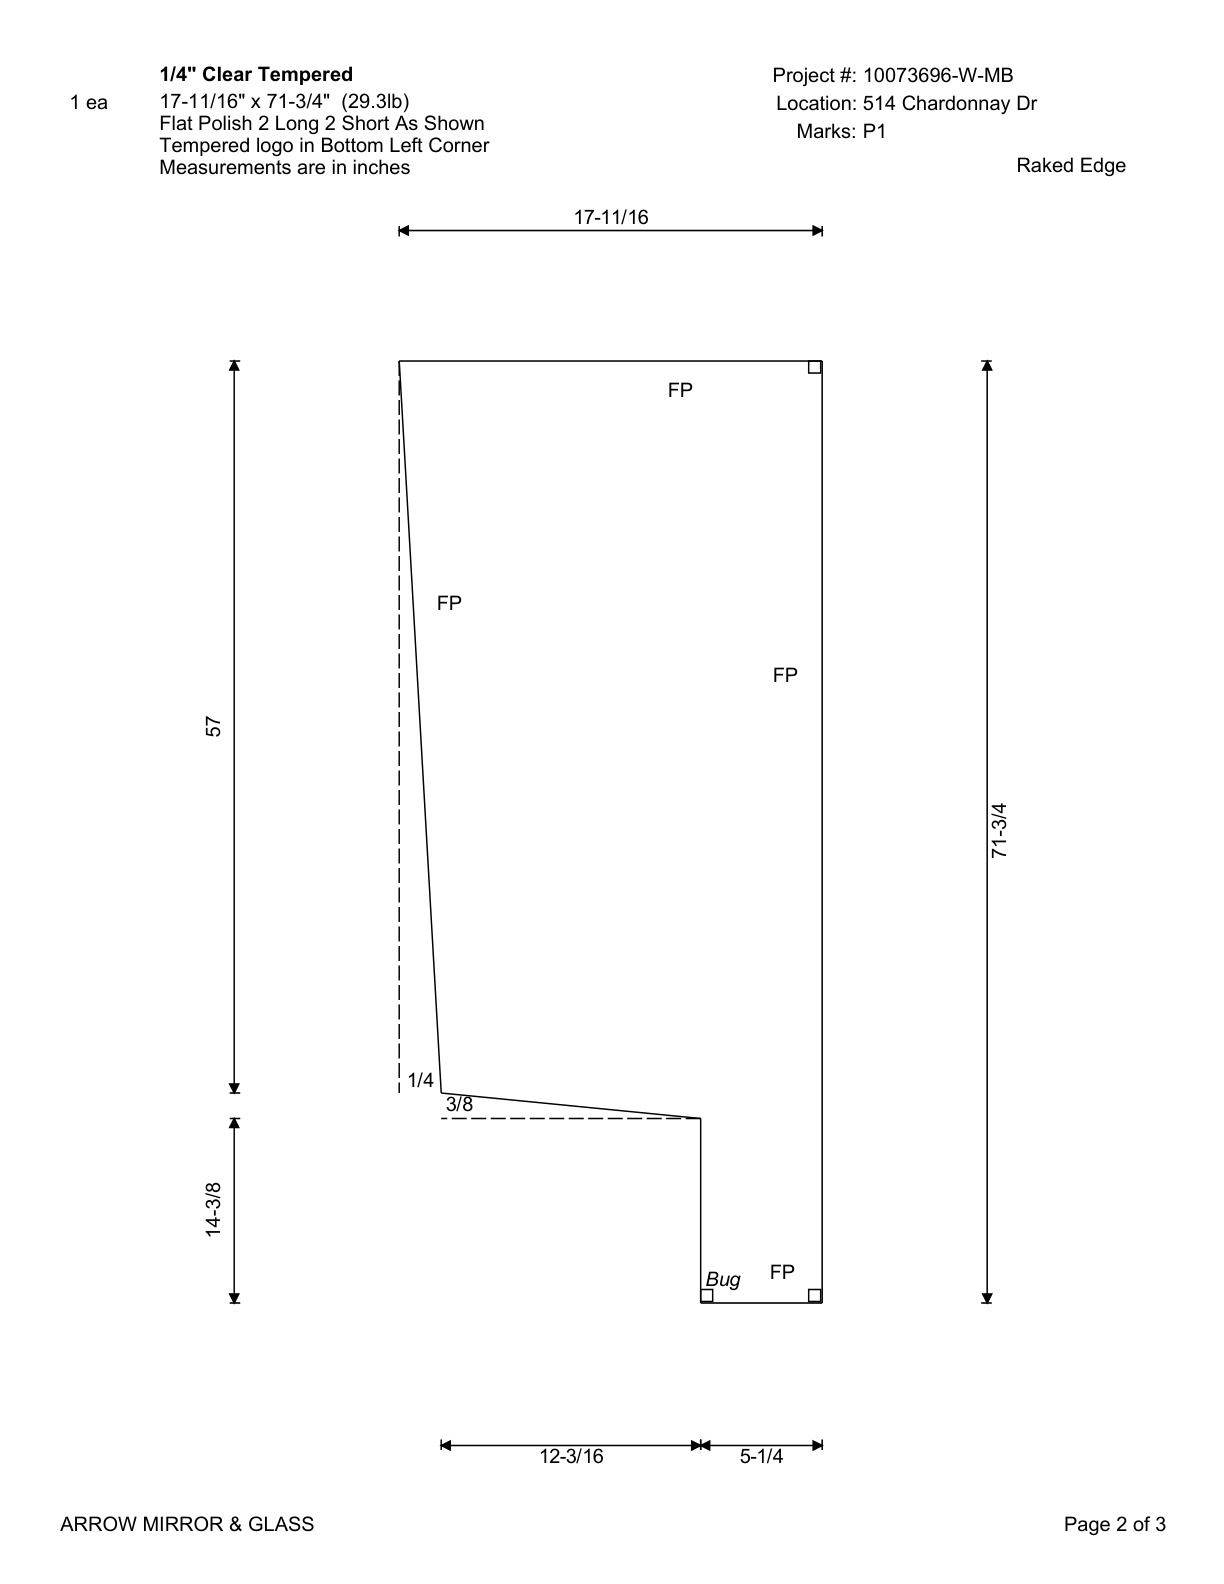 1/4" Clear Tempered
1 ea
17-11/16" x 71-3/4" (29.3lb)
Flat Polish 2 Long 2 Short As Shown
Tempered logo in Bottom Left Corner
Measurements are in inches
Project #: 10073696-W-MB
Location: 514 Chardonnay Dr
Marks: P1
Raked Edge
17-11/16
FP
FP
FP
57
71-3/4
1/4
3/8
14-3/8
Bug
FP
12-3/16
5-1/4
ARROW MIRROR & GLASS
Page 2 of 3